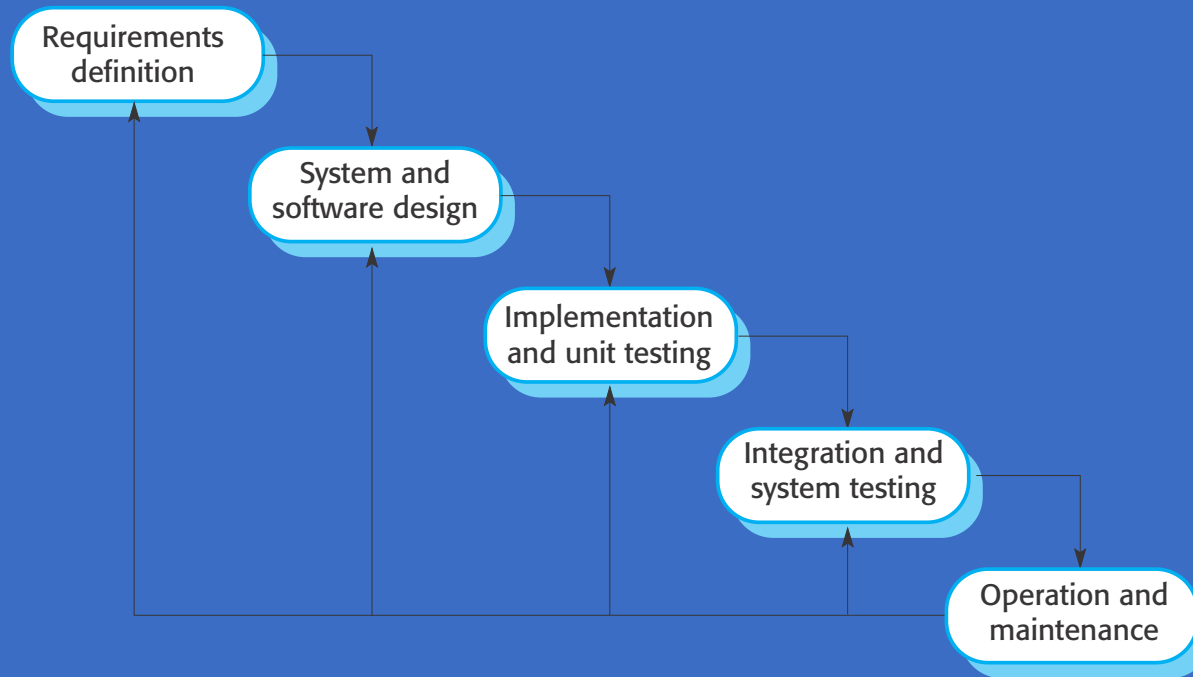 Requirements
definition
System and
software design
Implementation
and unit testing
Integration and
system testing
Operation and
maintenance